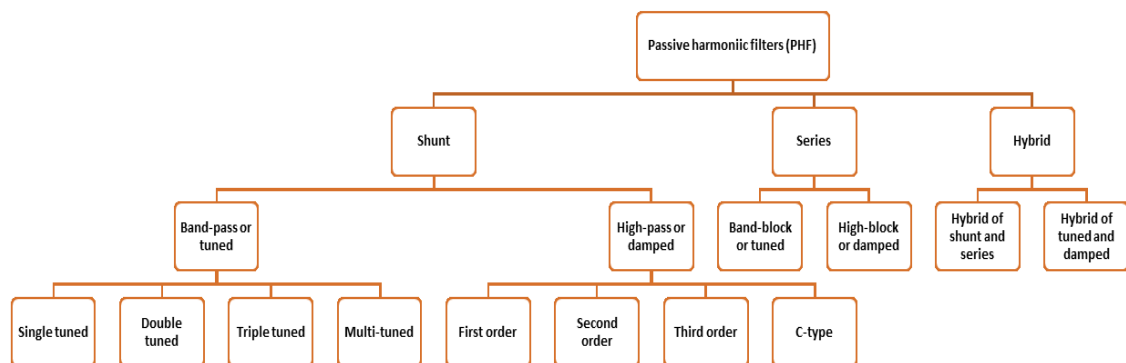 Passive harmoniic filters (PHF)
Shunt
Series
Hybrid
Band-pass or
tuned
High-pass or
damped
Band-block
or tuned
High-block
or damped
Hybrid of
shunt and
series
Hybrid of
tuned and
damped
Single tuned
Double
tuned
Triple tuned
Multi-tuned
First order
Second
order
Third order
C-type